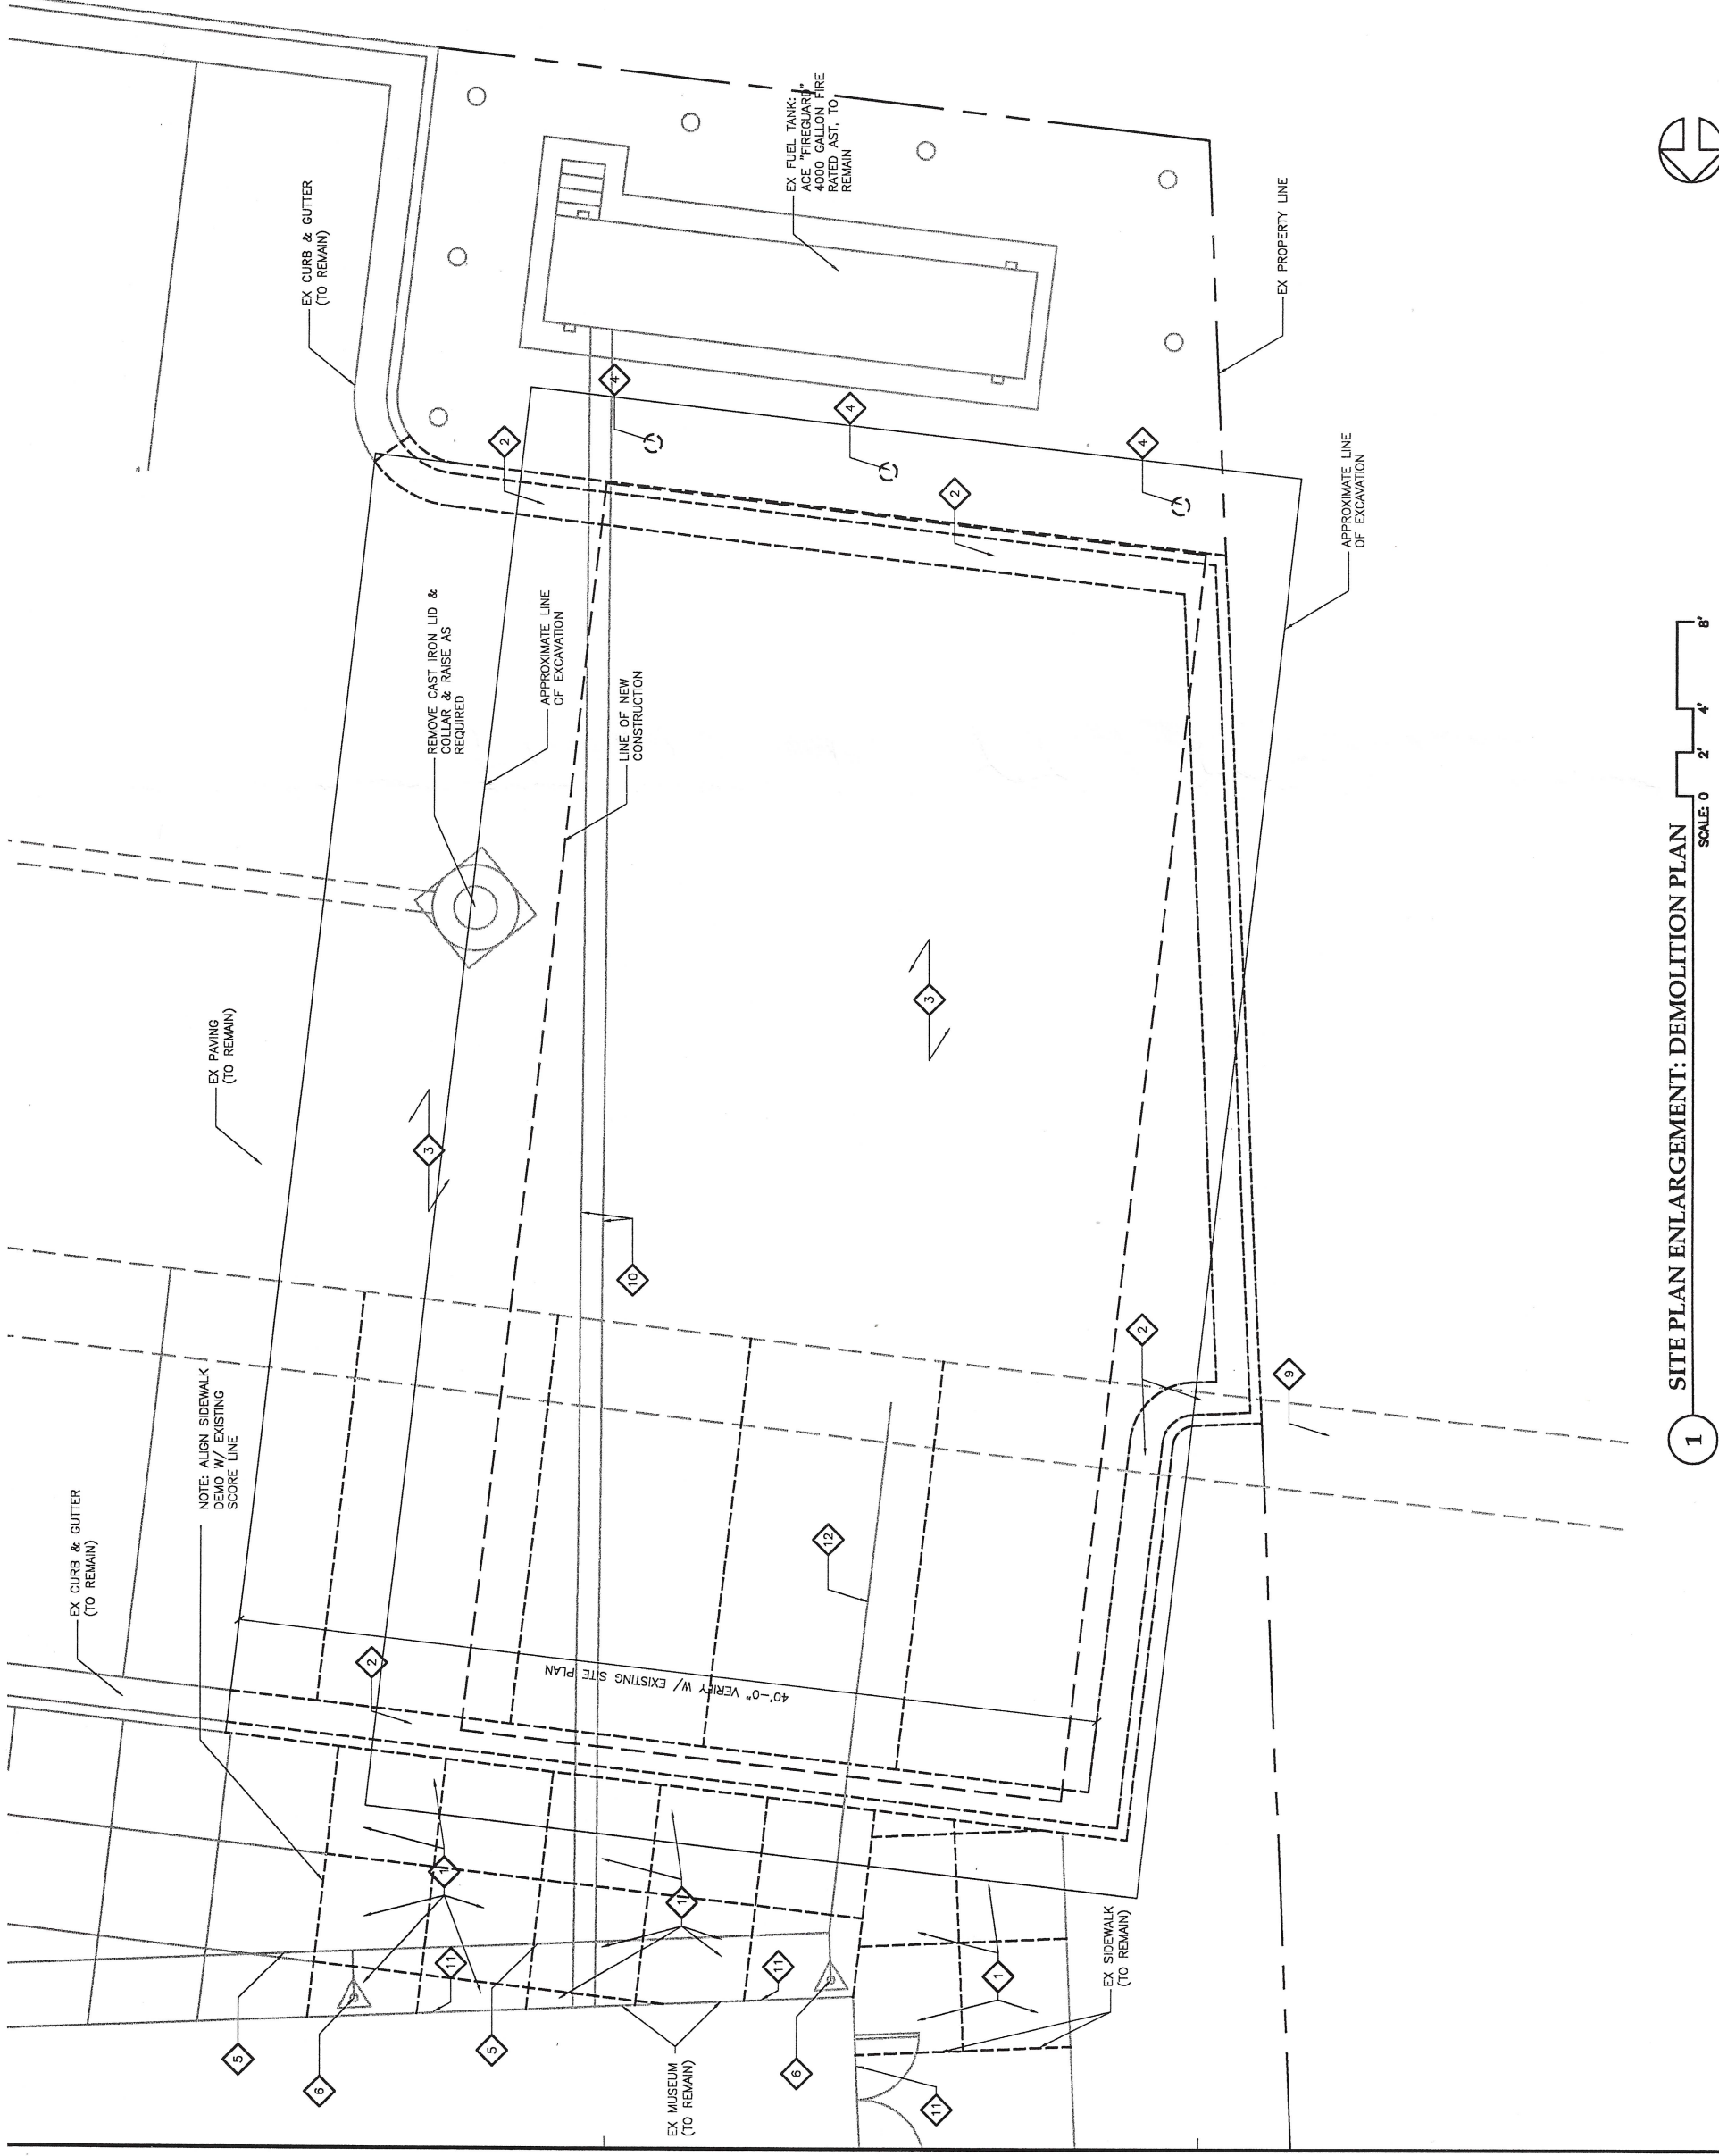 EX CURB & GUTTER
(TO REMAIN)
NOTE: ALIGN SIDEWALK
DEMO W/ EXISTING
SCORE LINE
EX PAVING
(TO REMAIN)
REMOVE CAST IRON LID &
COLLAR & RAISE AS
REQUIRED
EX CURB & GUTTER
(TO REMAIN)
APPROXIMATE LINE
OF EXCAVATION
LINE OF NEW
CONSTRUCTION
EX FUEL TANK:
ACE "FIREGUARD"
4000 GALLON FIRE
RATED AST, TO
REMAIN
40'-0" VERIFY W/ EXISTING SITE PLAN
5
6
5
6
11
11
11
1
1
1
2
3
3
10
12
2
2
2
4
4
4
9
EX MUSEUM
(TO REMAIN)
EX SIDEWALK
(TO REMAIN)
EX PROPERTY LINE
APPROXIMATE LINE
OF EXCAVATION
1
SITE PLAN ENLARGEMENT: DEMOLITION PLAN
SCALE: 0 2' 4' 8'